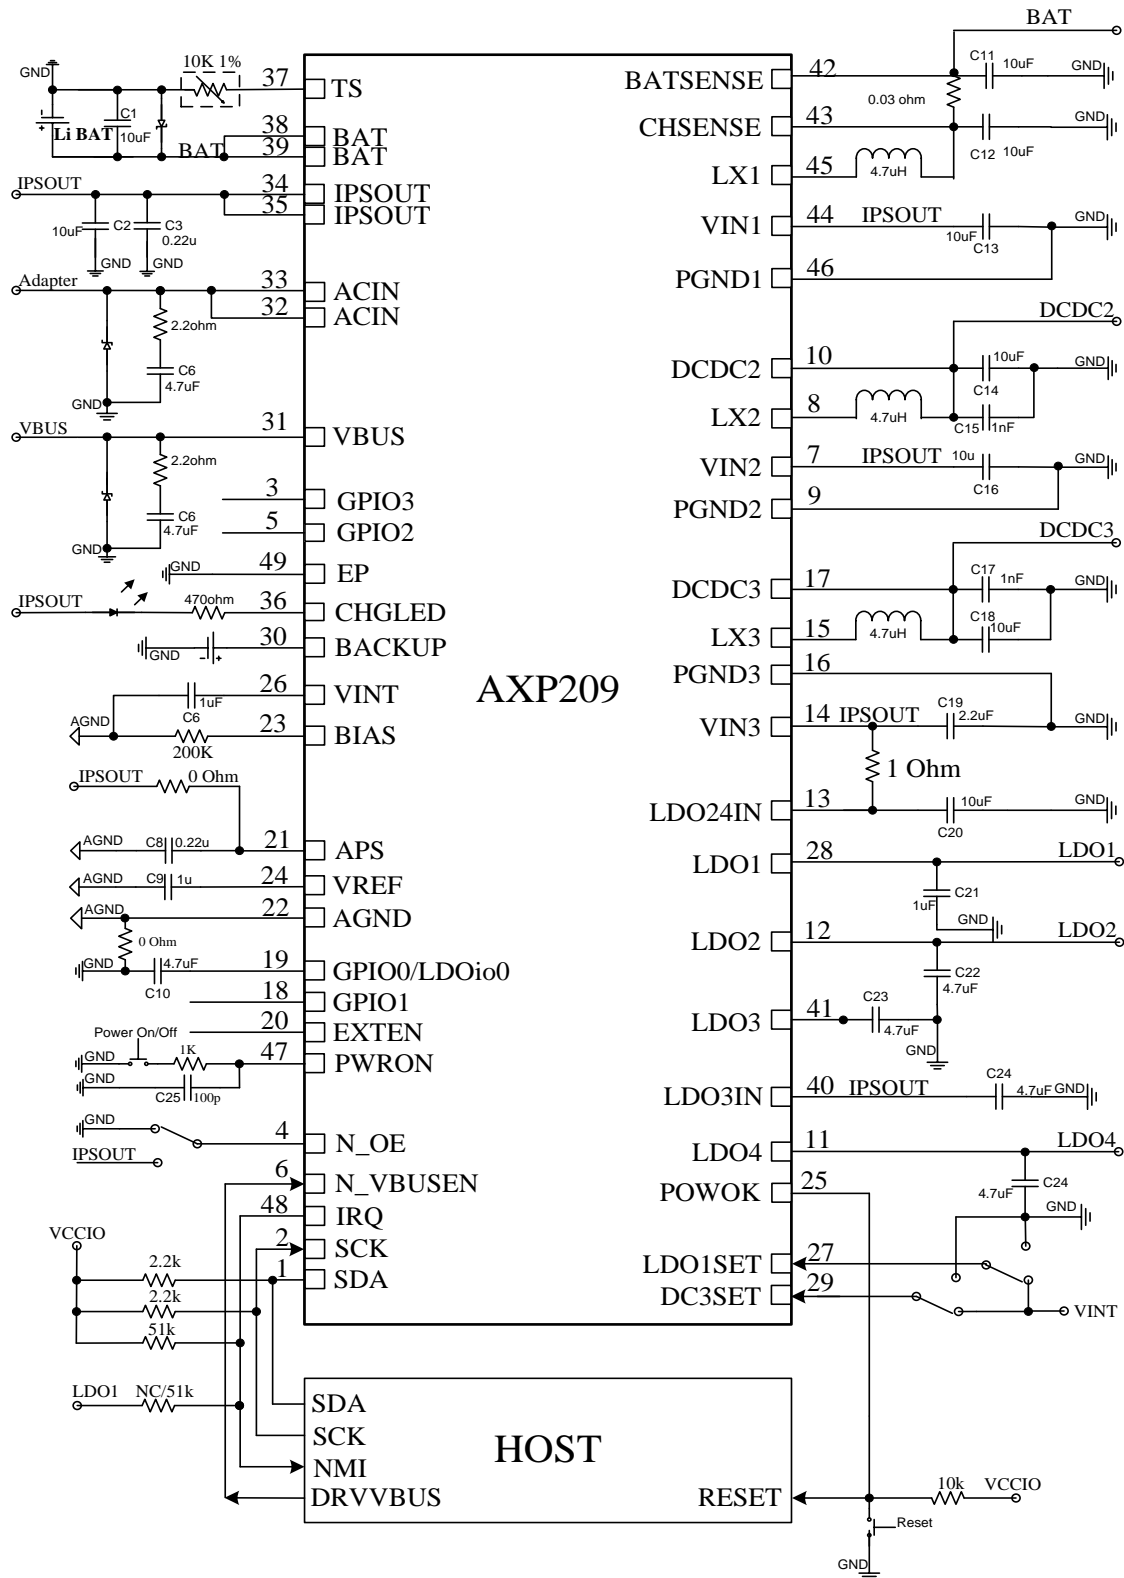 BAT
GND
10K 1%
37
TS
C1
10uF
Li BAT
-
+
38
BAT
39
BAT
BAT
IPSOUT
34
IPSOUT
35
IPSOUT
10uF
C2
C3
0.22u
GND
GND
Adapter
33
ACIN
32
ACIN
2.2ohm
C6
4.7uF
GND
VBUS
31
VBUS
2.2ohm
C6
4.7uF
GND
3
GPIO3
5
GPIO2
GND
49
EP
IPSOUT
470ohm
36
CHGLED
GND
- +
30
BACKUP
26
VINT
1uF
C6
AGND
200K
23
BIAS
IPSOUT
0 Ohm
AGND
C8
0.22u
21
APS
AGND
C9
1u
24
VREF
AGND
22
AGND
0 Ohm
GND
4.7uF
C10
19
GPIO0/LDOio0
18
GPIO1
20
EXTEN
Power On/Off
GND
1K
47
PWRON
GND
C25
100p
GND
4
N_OE
IPSOUT
6
N_VBUSEN
48
IRQ
2
SCK
1
SDA
VCCIO
2.2k
2.2k
51k
LDO1
NC/51k
AXP209
BATSENSE
42
C11
10uF
GND
0.03 ohm
CHSENSE
43
C12
10uF
GND
LX1
45
4.7uH
VIN1
44
IPSOUT
10uF
C13
GND
PGND1
46
DCDC2
DCDC2
10
10uF
C14
GND
LX2
8
4.7uH
C15
1nF
VIN2
7
IPSOUT
10u
C16
GND
PGND2
9
DCDC3
DCDC3
17
C17
1nF
GND
LX3
15
4.7uH
C18
10uF
PGND3
16
VIN3
14
IPSOUT
C19
2.2uF
GND
1 Ohm
LDO24IN
13
10uF
C20
GND
LDO1
28
LDO1
C21
1uF
GND
LDO2
12
LDO2
C22
4.7uF
LDO3
41
C23
4.7uF
GND
LDO3IN
40
IPSOUT
C24
4.7uF
GND
LDO4
11
LDO4
C24
4.7uF
GND
POWOK
25
LDO1SET
27
DC3SET
29
VINT
SDA
SCK
NMI
DRVVBUS
HOST
RESET
10k
VCCIO
Reset
GND